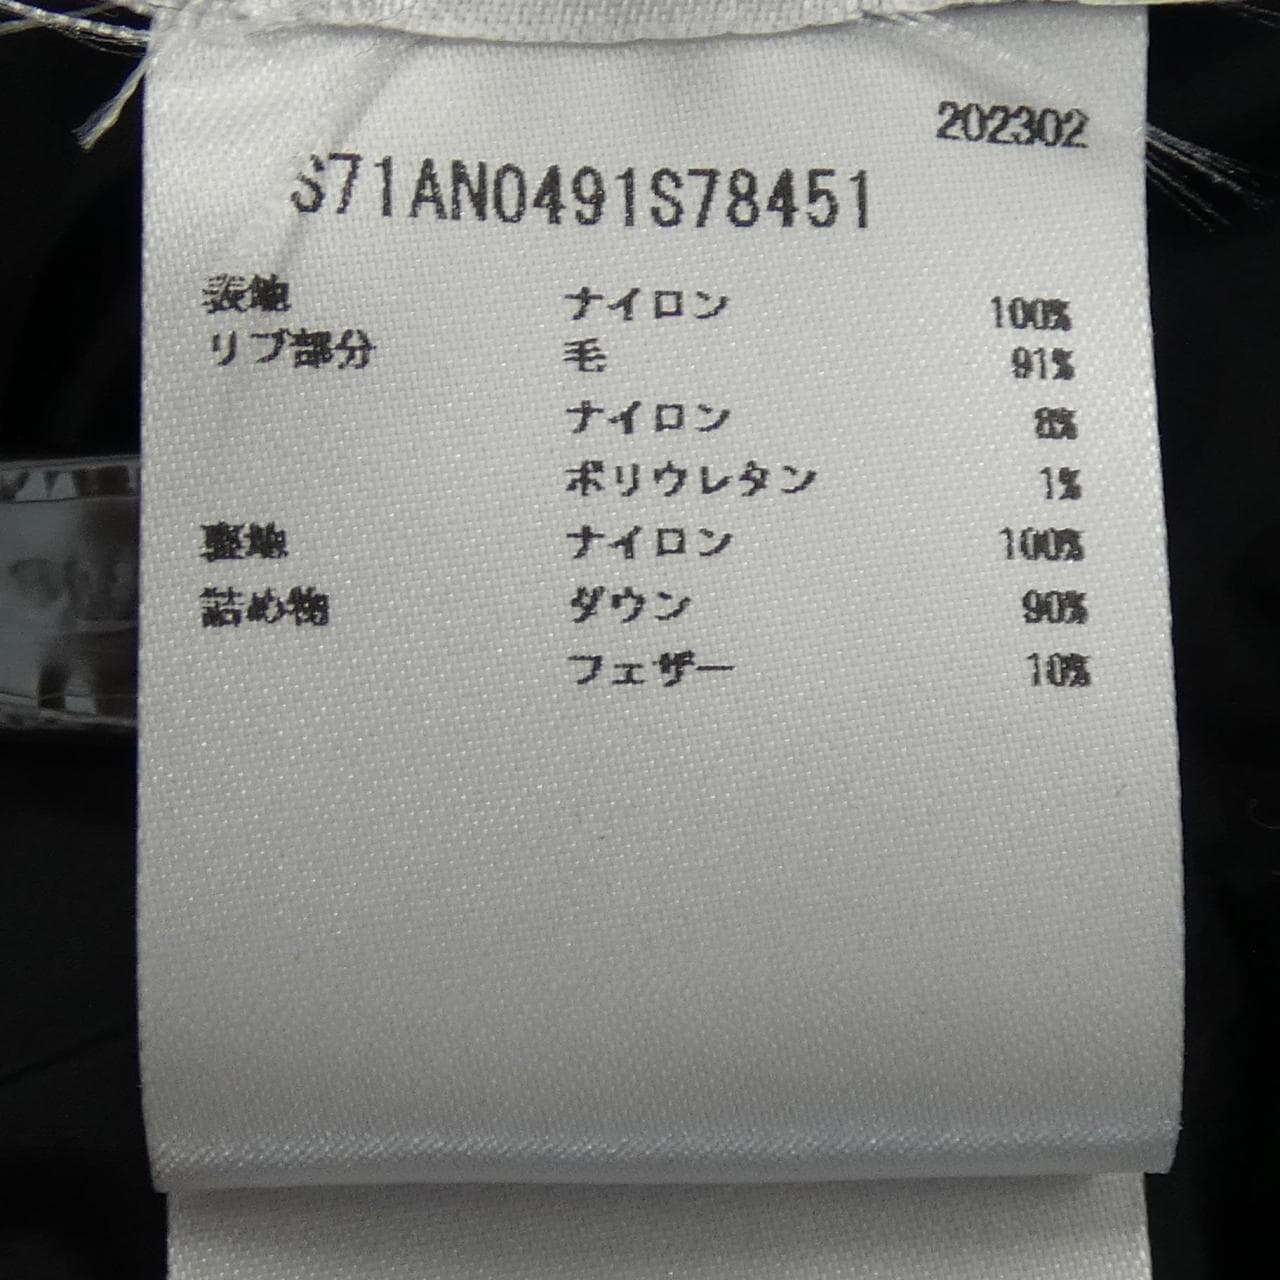 202302
S71AN0491S78451
表地 ナイロン 100%
リブ部分 毛 91%
ナイロン 8%
ポリウレタン 1%
裏地 ナイロン 100%
詰め物 ダウン 90%
フェザー 10%